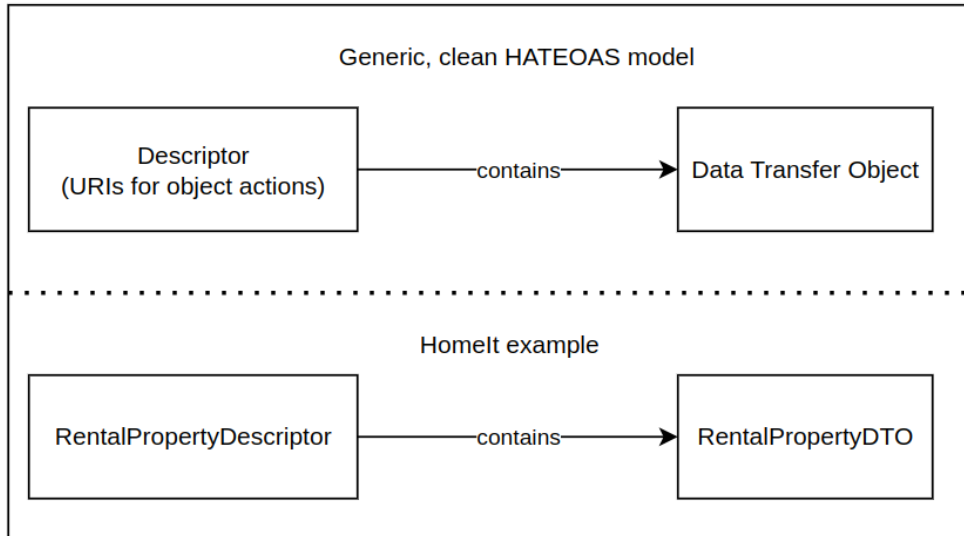 Generic, clean HATEOAS model
Descriptor
(URIs for object actions)
contains
Data Transfer Object
HomeIt example
RentalPropertyDescriptor
contains
RentalPropertyDTO